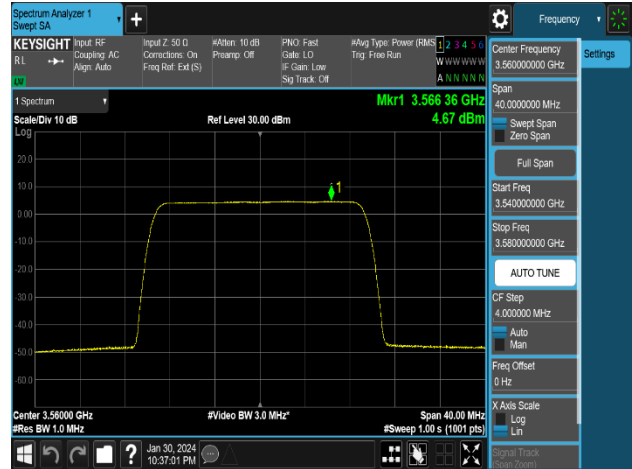 Spectrum Analyzer 1
Swept SA
Frequency
KEYSIGHT
Input: RF
Input Z: 50 Ω
#Atten: 10 dB
PNO: Fast
#Avg Type: Power (RMS
1 2 3 4 5 6
R L
Coupling: AC
Corrections: On
Preamp: Off
Gate: LO
Trig: Free Run
W W W W W W
Align: Auto
Freq Ref: Ext (S)
IF Gain: Low
Sig Track: Off
A N N N N N
1 Spectrum
Mkr1 3.566 36 GHz
Scale/Div 10 dB
Ref Level 30.00 dBm
4.67 dBm
Log
20.0
10.0
0.00
-10.0
-20.0
-30.0
-40.0
-50.0
-60.0
1
Center 3.56000 GHz
#Video BW 3.0 MHz*
Span 40.00 MHz
#Res BW 1.0 MHz
#Sweep 1.00 s (1001 pts)
Jan 30, 2024
10:37:01 PM
Center Frequency
3.560000000 GHz
Settings
Span
40.0000000 MHz
Swept Span
Zero Span
Full Span
Start Freq
3.540000000 GHz
Stop Freq
3.580000000 GHz
AUTO TUNE
CF Step
4.000000 MHz
Auto
Man
Freq Offset
0 Hz
X Axis Scale
Log
Lin
Signal Track
(Span Zoom)